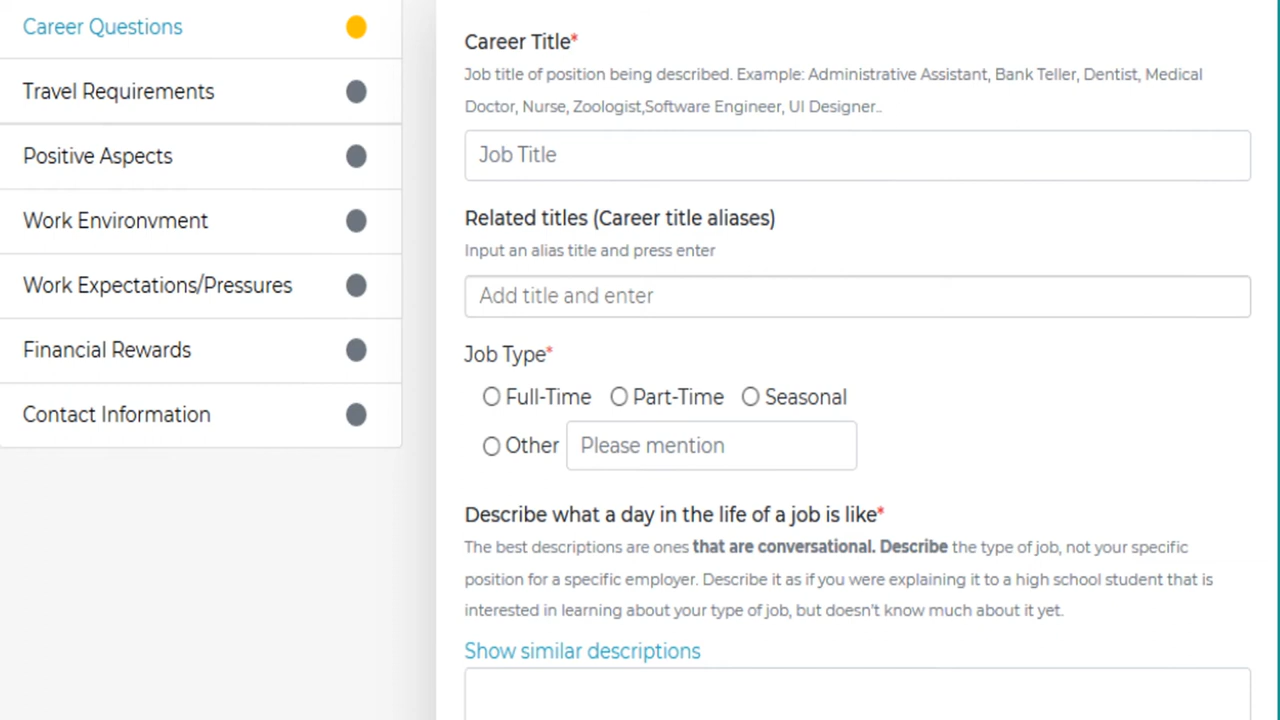 Career Questions
Travel Requirements
Positive Aspects
Work Environvment
Work Expectations/Pressures
Financial Rewards
Contact Information
Career Title*
Job title of position being described. Example: Administrative Assistant, Bank Teller, Dentist, Medical
Doctor, Nurse, Zoologist,Software Engineer, UI Designer..
Job Title
Related titles (Career title aliases)
Input an alias title and press enter
Add title and enter
Job Type*
Full-Time Part-Time Seasonal
Other Please mention
Describe what a day in the life of a job is like*
The best descriptions are ones that are conversational. Describe the type of job, not your specific
position for a specific employer. Describe it as if you were explaining it to a high school student that is
interested in learning about your type of job, but doesn't know much about it yet.
Show similar descriptions